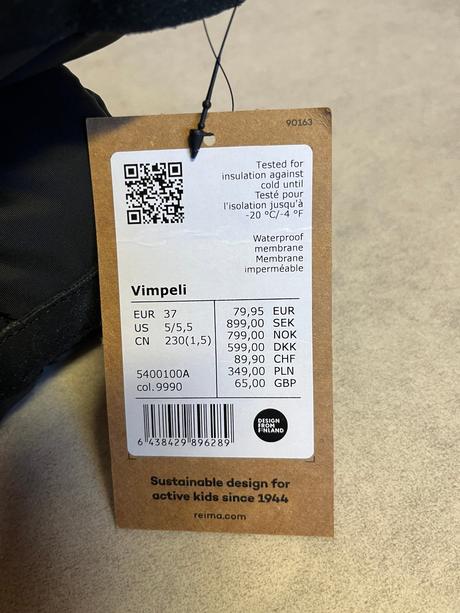 90163
Tested for
insulation against
cold until
Testé pour
l'isolation jusqu'à
-20 °C/-4 °F
Waterproof
membrane
Membrane
imperméable
Vimpeli
EUR 37
US 5/5,5
CN 230(1,5)
5400100A
col.9990
79,95 EUR
899,00 SEK
799,00 NOK
599,00 DKK
89,90 CHF
349,00 PLN
65,00 GBP
6 438429 896289
DESIGN
FROM
FINLAND
Sustainable design for
active kids since 1944
reima.com